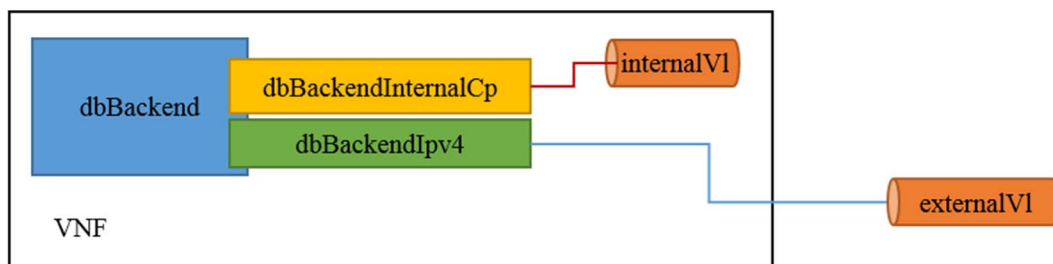 internalVl
dbBackendInternalCp
dbBackend
dbBackendIpv4
externalVl
VNF